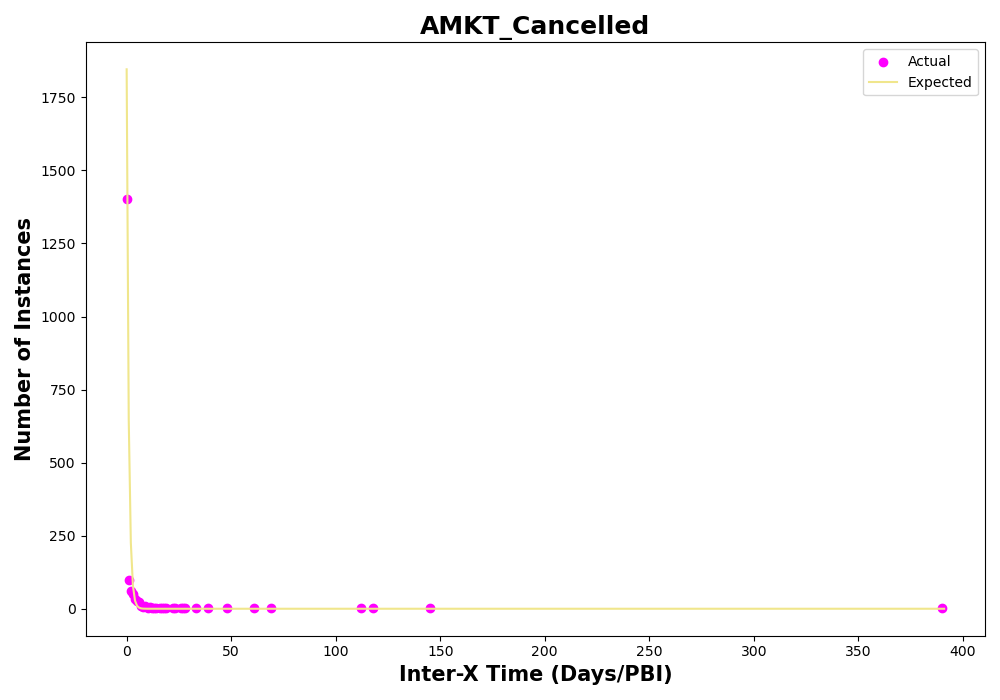 AMKT_Cancelled
Actual
Expected
Number of Instances
1750
1500
1250
1000
750
500
250
0
0 50 100 150 200 250 300 350 400
Inter-X Time (Days/PBI)